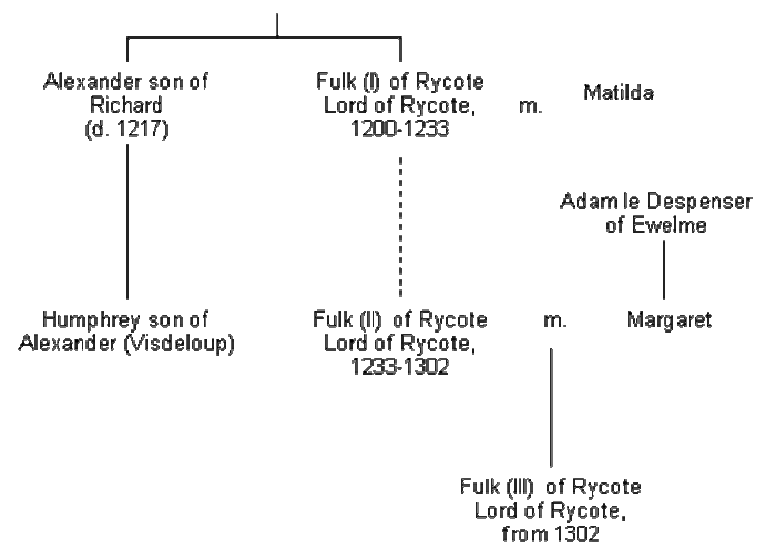 Alexander son of
Richard
(d. 1217)
Fulk (I) of Rycote
Lord of Rycote,
1200-1233
m.
Matilda
Adam le Despenser
of Ewelme
Humphrey son of
Alexander (Visdeloup)
Fulk (II) of Rycote
Lord of Rycote,
1233-1302
m.
Margaret
Fulk (III) of Rycote
Lord of Rycote,
from 1302